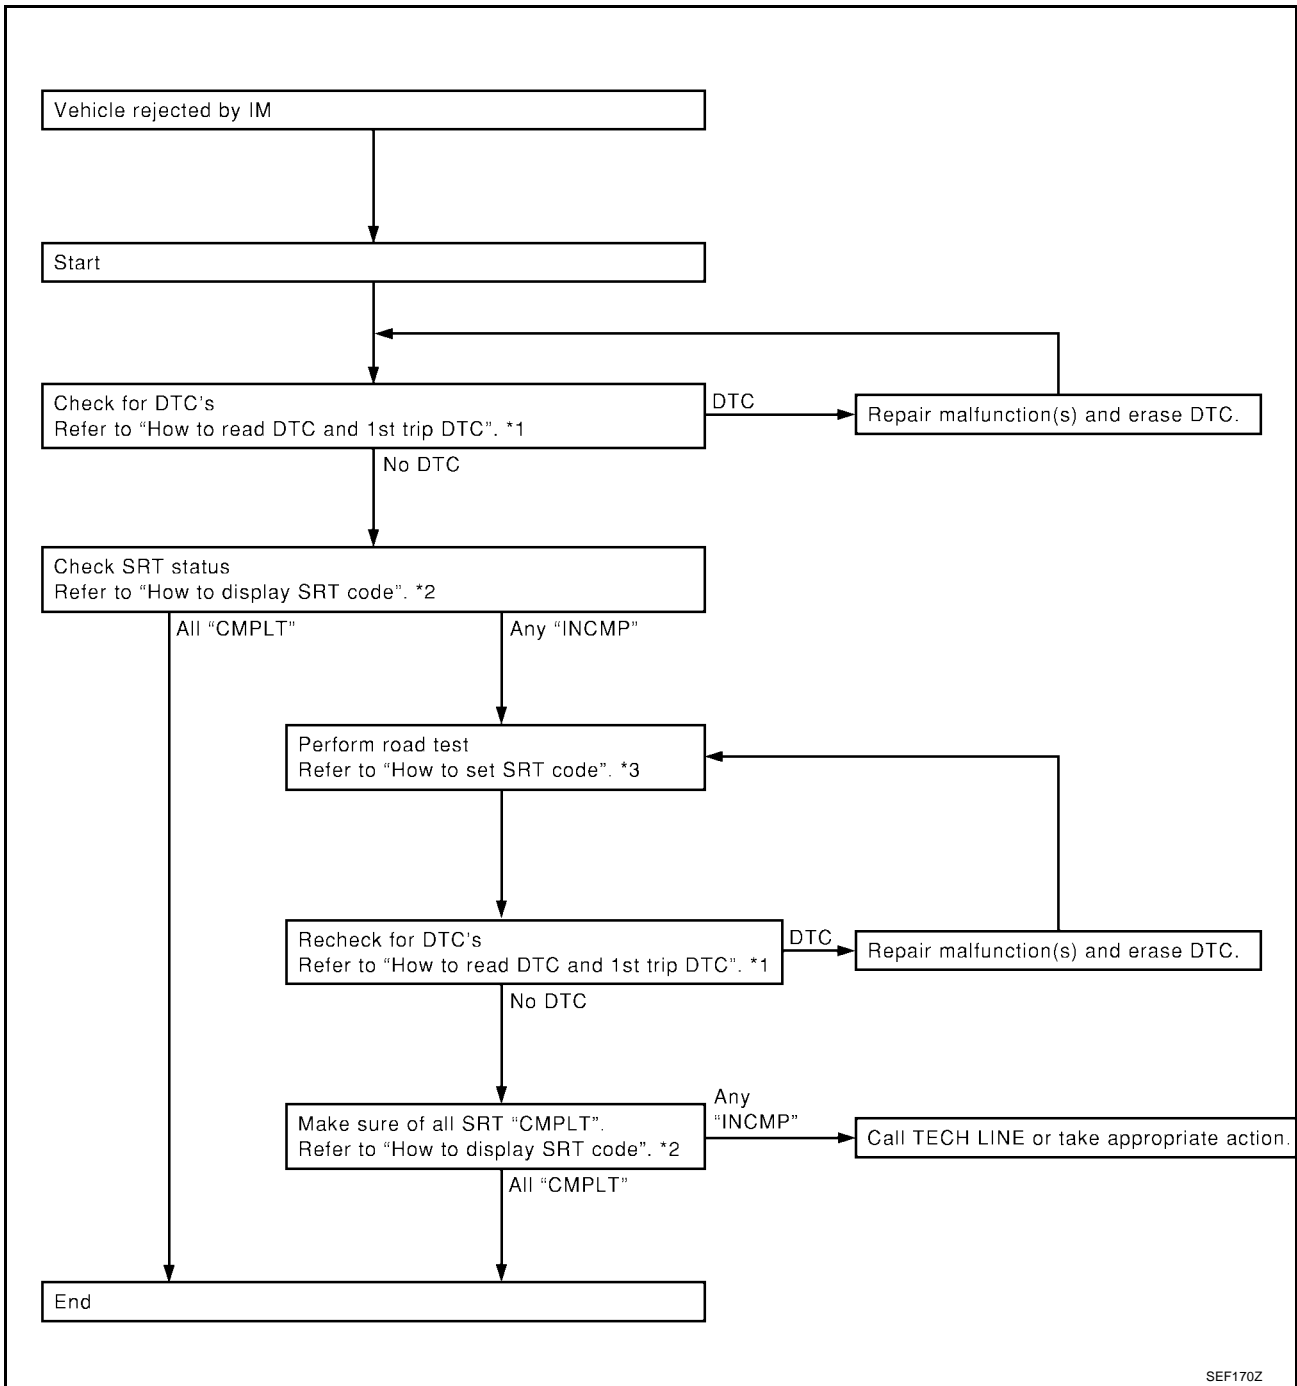 Vehicle rejected by IM
Start
Check for DTC's
Refer to “How to read DTC and 1st trip DTC”. *1
DTC
Repair malfunction(s) and erase DTC.
No DTC
Check SRT status
Refer to “How to display SRT code”. *2
All “CMPLT”
Any “INCMP”
Perform road test
Refer to “How to set SRT code”. *3
Recheck for DTC's
Refer to “How to read DTC and 1st trip DTC”. *1
DTC
Repair malfunction(s) and erase DTC.
No DTC
Make sure of all SRT “CMPLT”.
Refer to “How to display SRT code”. *2
Any
“INCMP”
Call TECH LINE or take appropriate action.
All “CMPLT”
End
SEF170Z